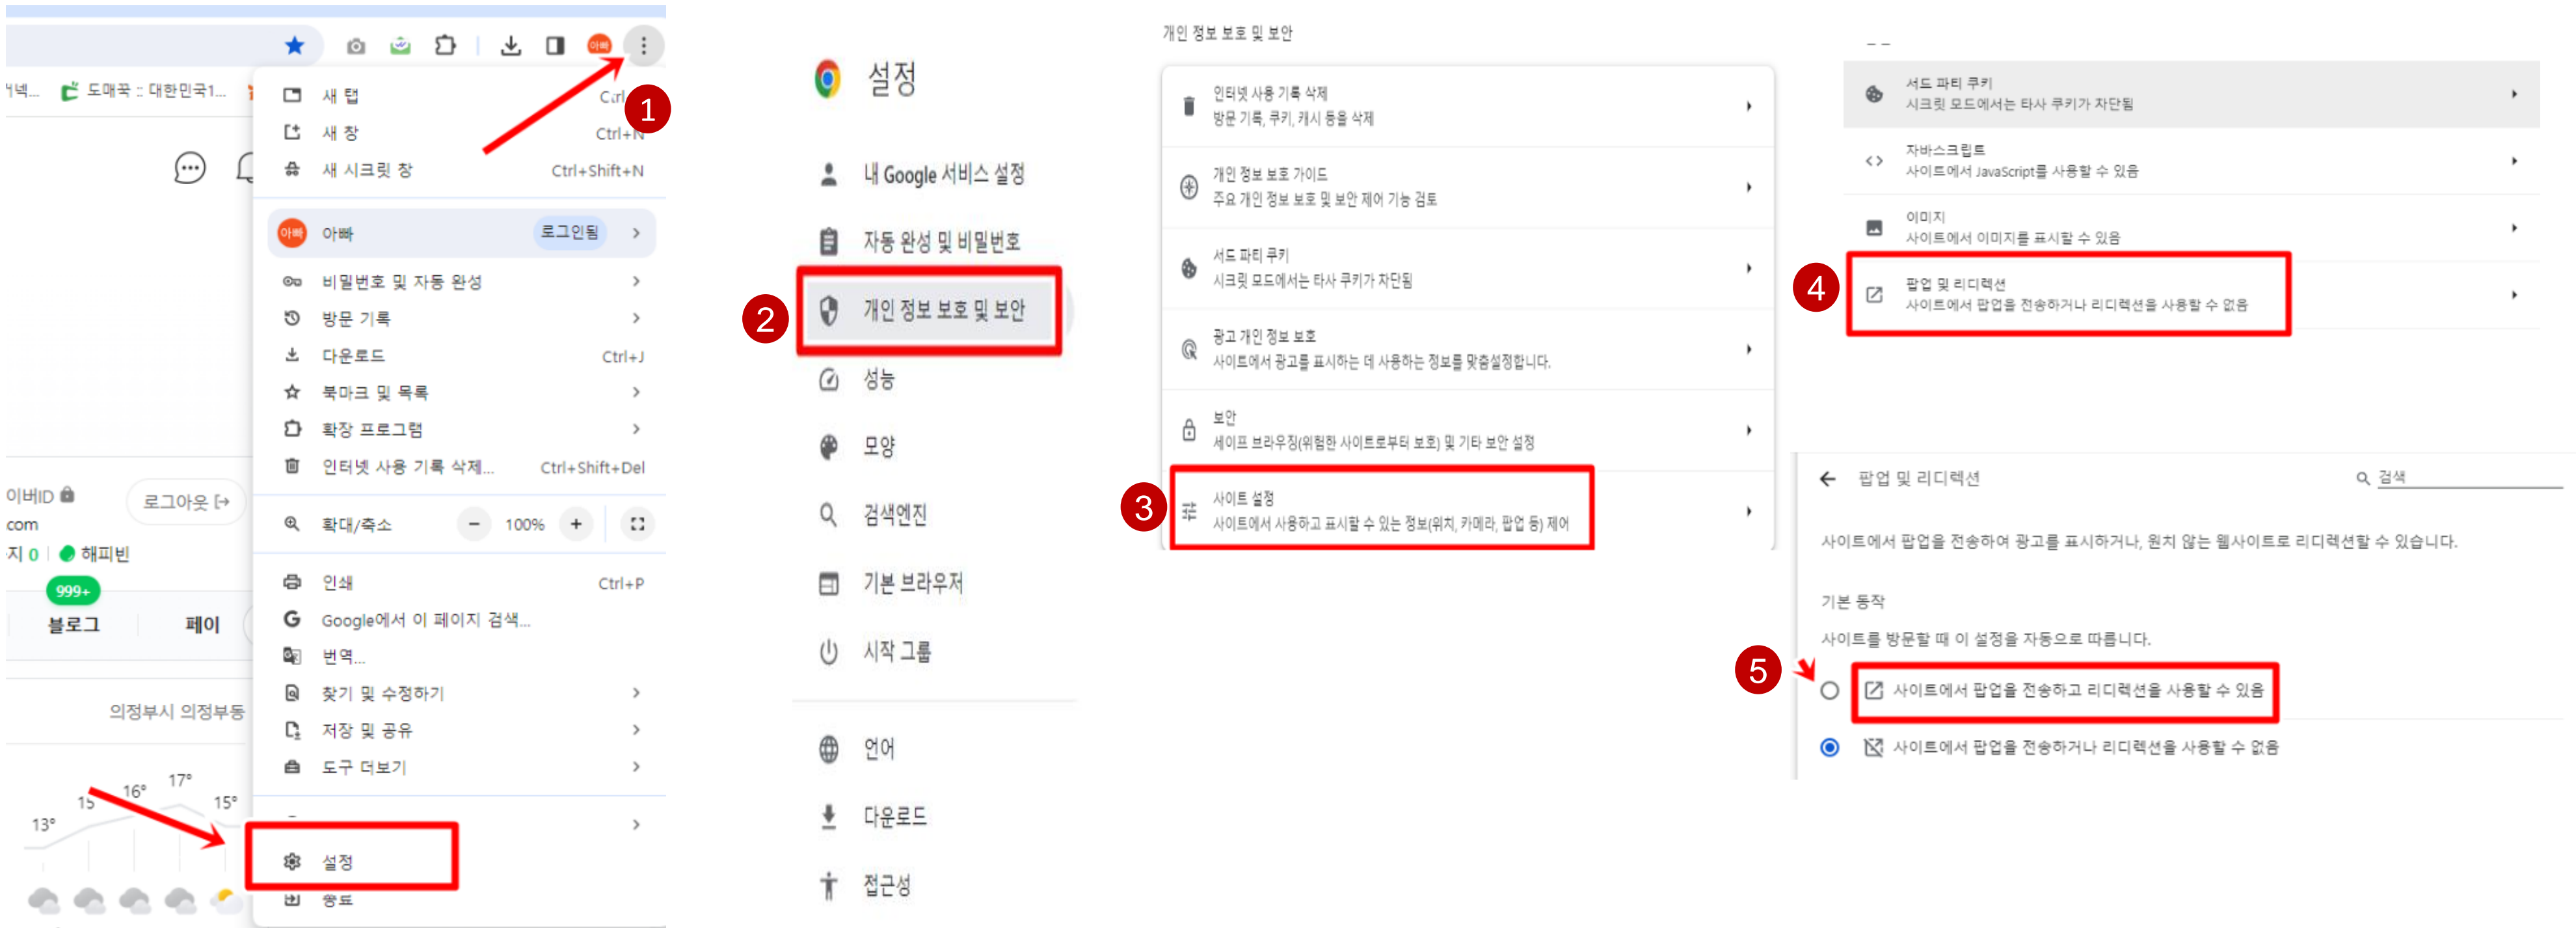 넥...
도매꾹 :: 대한민국1...
이버ID
로그아웃
com
지 0
해피빈
999+
블로그
페이
의정부시 의정부동
13°
15
16°
17°
15°
아빠
1
새 탭
새 창
Ctrl+N
새 시크릿 창
Ctrl+Shift+N
아빠
아빠
로그인됨
비밀번호 및 자동 완성
방문 기록
다운로드
Ctrl+J
북마크 및 목록
확장 프로그램
인터넷 사용 기록 삭제...
Ctrl+Shift+Del
확대/축소
- 100% +
인쇄
Ctrl+P
Google에서 이 페이지 검색...
번역...
찾기 및 수정하기
저장 및 공유
도구 더보기
설정
종료
설정
내 Google 서비스 설정
자동 완성 및 비밀번호
2
개인 정보 보호 및 보안
성능
모양
검색엔진
기본 브라우저
시작 그룹
언어
다운로드
접근성
개인 정보 보호 및 보안
인터넷 사용 기록 삭제
방문 기록, 쿠키, 캐시 등을 삭제
개인 정보 보호 가이드
주요 개인 정보 보호 및 보안 제어 기능 검토
서드 파티 쿠키
시크릿 모드에서는 타사 쿠키가 차단됨
광고 개인 정보 보호
사이트에서 광고를 표시하는 데 사용하는 정보를 맞춤설정합니다.
보안
세이프 브라우징(위험한 사이트로부터 보호) 및 기타 보안 설정
3
사이트 설정
사이트에서 사용하고 표시할 수 있는 정보(위치, 카메라, 팝업 등) 제어
서드 파티 쿠키
시크릿 모드에서는 타사 쿠키가 차단됨
자바스크립트
사이트에서 JavaScript를 사용할 수 있음
이미지
사이트에서 이미지를 표시할 수 있음
4
팝업 및 리디렉션
사이트에서 팝업을 전송하거나 리디렉션을 사용할 수 없음
팝업 및 리디렉션
검색
사이트에서 팝업을 전송하여 광고를 표시하거나, 원치 않는 웹사이트로 리디렉션할 수 있습니다.
기본 동작
사이트를 방문할 때 이 설정을 자동으로 따릅니다.
5
사이트에서 팝업을 전송하고 리디렉션을 사용할 수 있음
사이트에서 팝업을 전송하거나 리디렉션을 사용할 수 없음